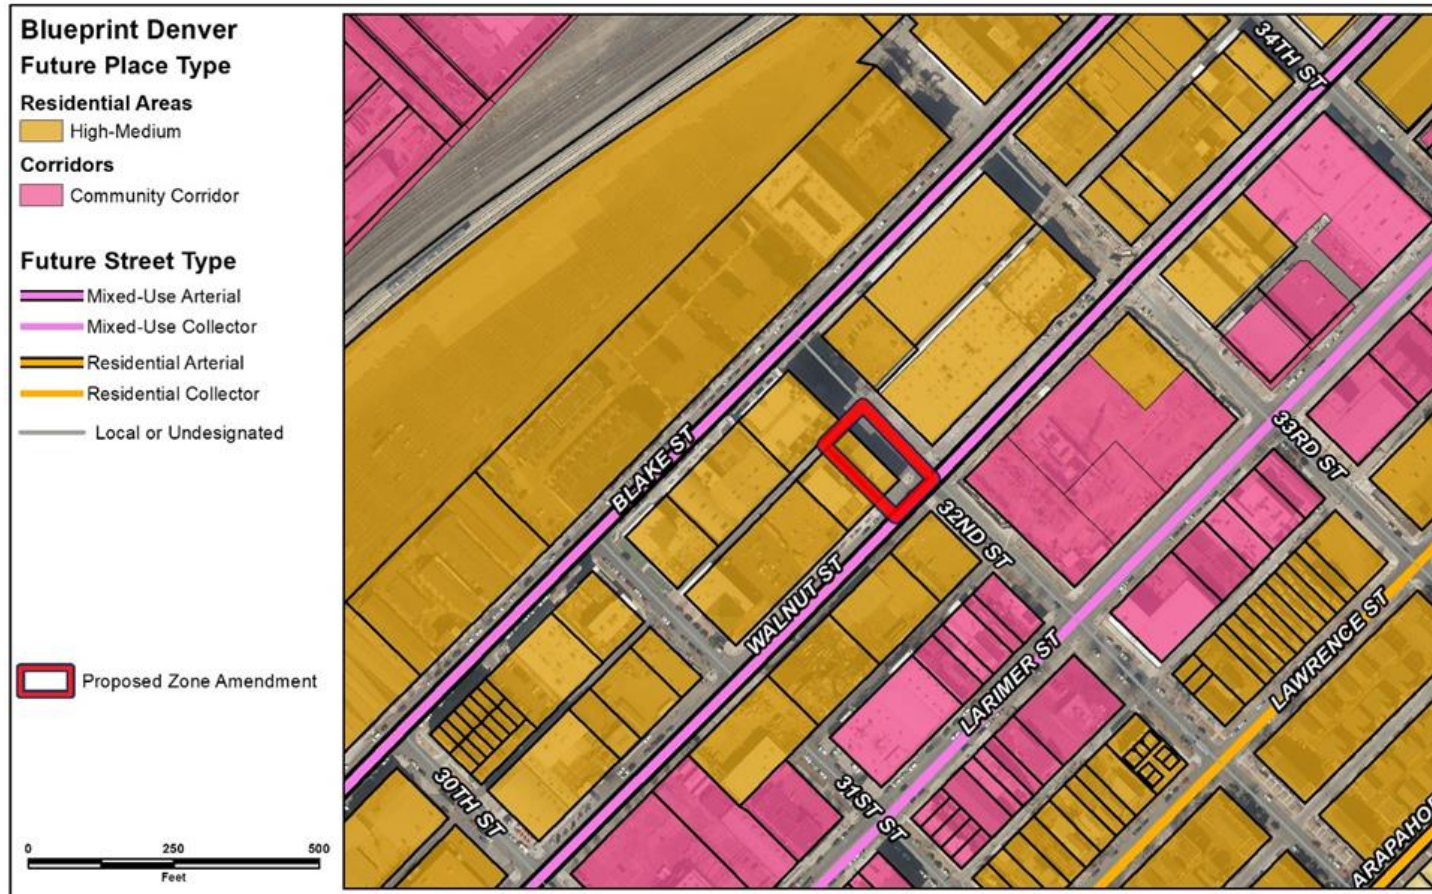 Blueprint Denver
Future Place Type
Residential Areas
High-Medium
Corridors
Community Corridor
Future Street Type
Mixed-Use Arterial
Mixed-Use Collector
Residential Arterial
Residential Collector
Local or Undesignated
Proposed Zone Amendment
0 250 500
Feet
34TH ST
BLAKE ST
33RD ST
32ND ST
WALNUT ST
LARIMER ST
LAWRENCE ST
30TH ST
31ST ST
ARAPAHO